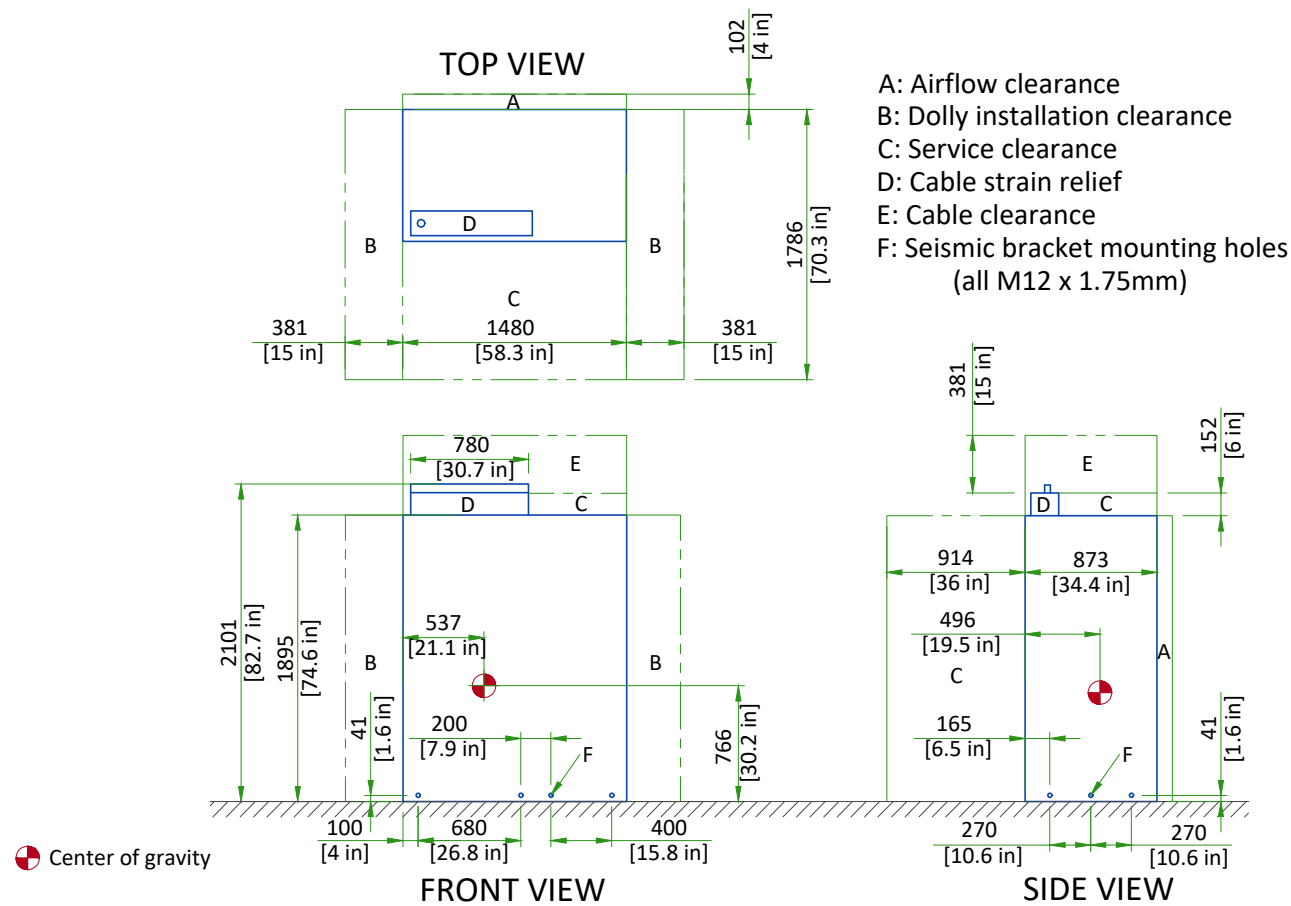 TOP VIEW
102
[4 in]
A
B
D
B
C
1786
[70.3 in]
381
[15 in]
1480
[58.3 in]
381
[15 in]
A: Airflow clearance
B: Dolly installation clearance
C: Service clearance
D: Cable strain relief
E: Cable clearance
F: Seismic bracket mounting holes
(all M12 x 1.75mm)
780
[30.7 in]
E
D
C
2101
[82.7 in]
1895
[74.6 in]
537
[21.1 in]
B
B
41
[1.6 in]
200
[7.9 in]
F
766
[30.2 in]
100
[4 in]
680
[26.8 in]
400
[15.8 in]
Center of gravity
FRONT VIEW
381
[15 in]
152
[6 in]
E
D
C
914
[36 in]
873
[34.4 in]
496
[19.5 in]
A
C
165
[6.5 in]
F
41
[1.6 in]
270
[10.6 in]
270
[10.6 in]
SIDE VIEW